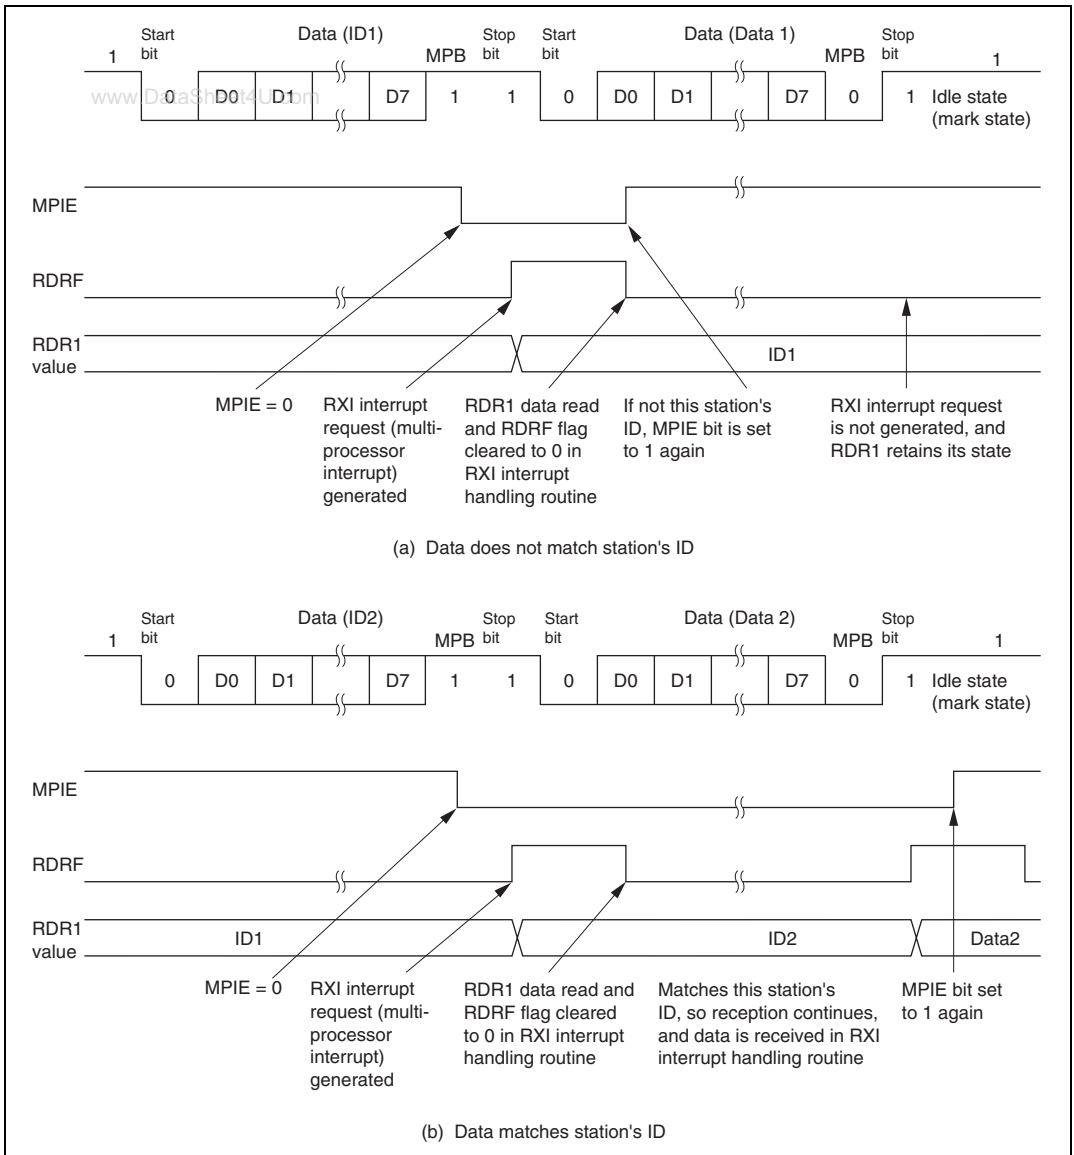 Start bit Data (ID1) Stop bit Start bit Data (Data 1) Stop bit
1 MPB MPB 1
www.DataSheet4U.com
0 D0 D1 D7 1 1 0 D0 D1 D7 0 1 Idle state (mark state)
MPIE
RDRF
RDR1 value
ID1
MPIE = 0
RXI interrupt
request (multi-
processor
interrupt)
generated
RDR1 data read
and RDRF flag
cleared to 0 in
RXI interrupt
handling routine
If not this station's
ID, MPIE bit is set
to 1 again
RXI interrupt request
is not generated, and
RDR1 retains its state
(a) Data does not match station's ID
Start bit Data (ID2) Stop bit Start bit Data (Data 2) Stop bit
1 MPB MPB 1
0 D0 D1 D7 1 1 0 D0 D1 D7 0 1 Idle state (mark state)
MPIE
RDRF
RDR1 value
ID1 ID2 Data2
MPIE = 0
RXI interrupt
request (multi-
processor
interrupt)
generated
RDR1 data read and
RDRF flag cleared
to 0 in RXI interrupt
handling routine
Matches this station's
ID, so reception continues,
and data is received in RXI
interrupt handling routine
MPIE bit set
to 1 again
(b) Data matches station's ID